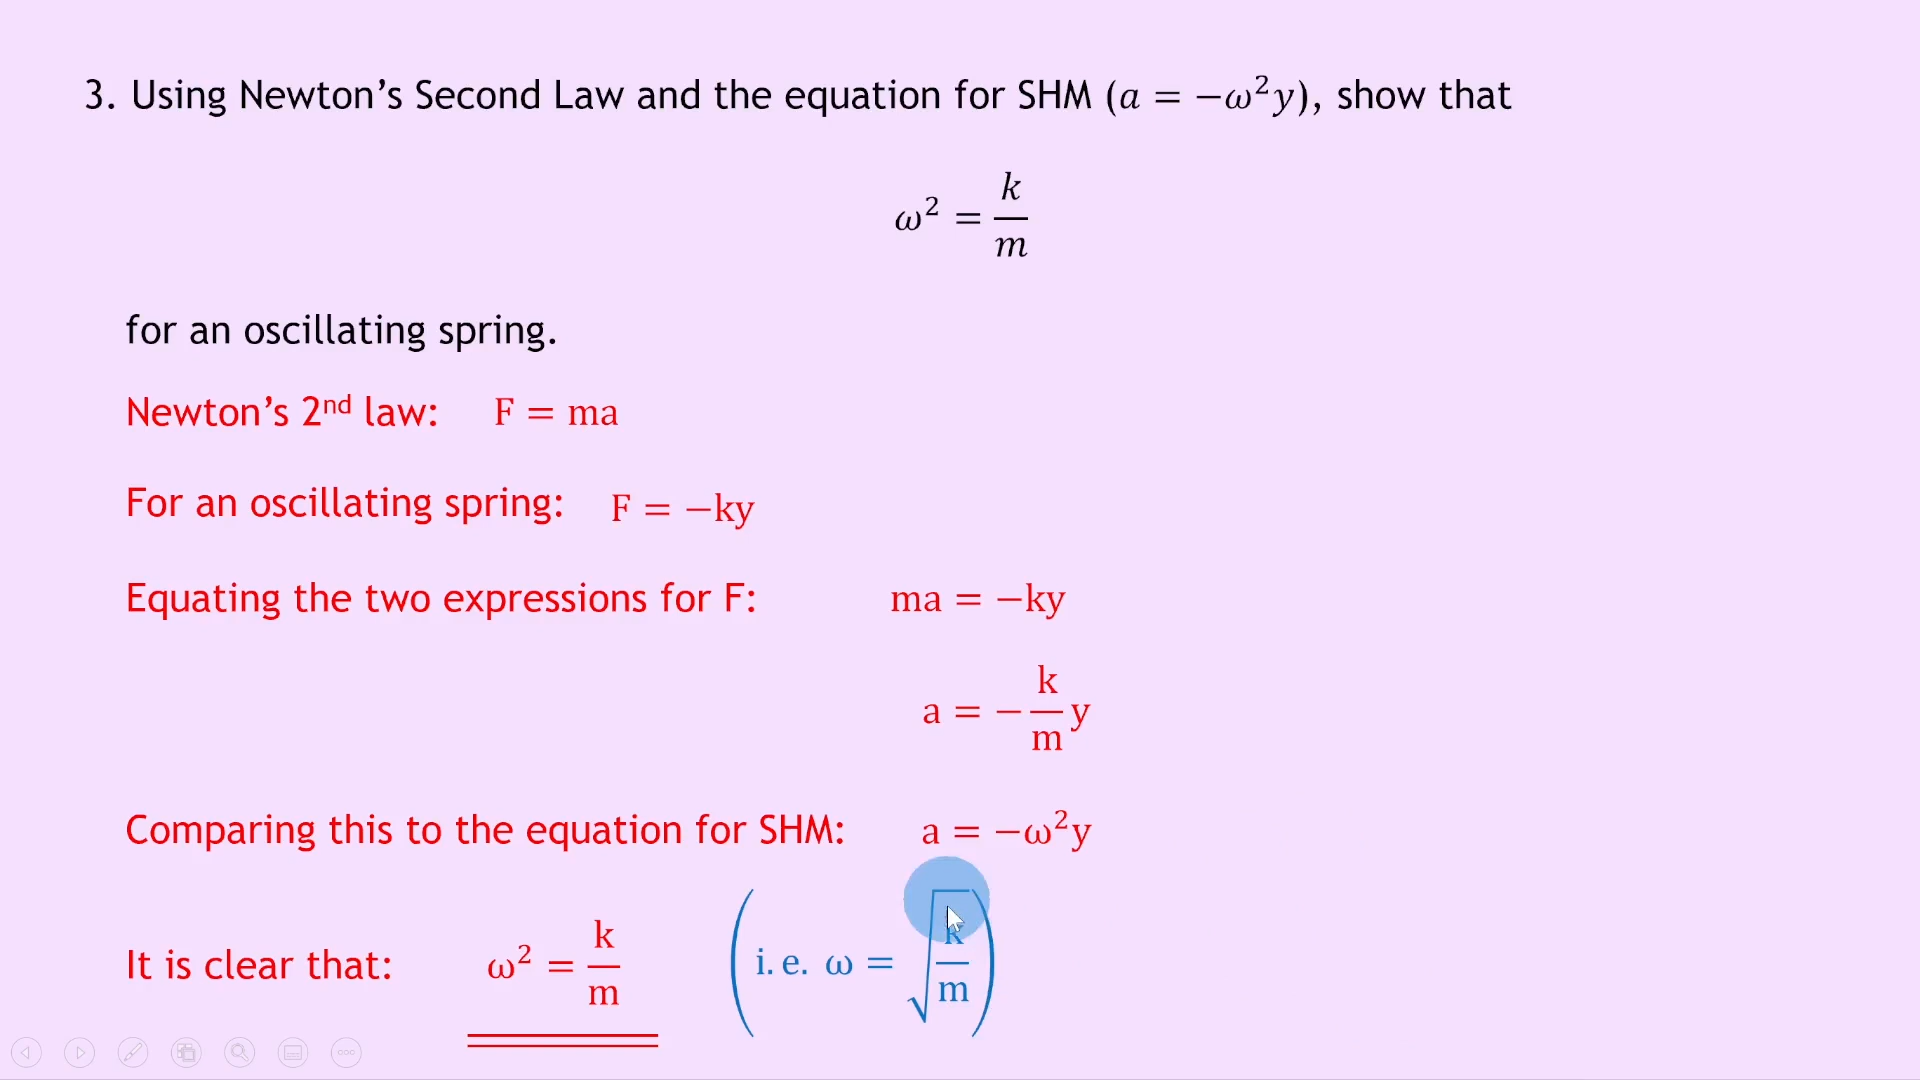 3. Using Newton’s Second Law and the equation for SHM (a = −ω²y), show that
ω² = k/m
for an oscillating spring.
Newton’s 2nd law: F = ma
For an oscillating spring: F = −ky
Equating the two expressions for F: ma = −ky
a = −k/m y
Comparing this to the equation for SHM: a = −ω²y
It is clear that: ω² = k/m (i.e. ω = √(k/m))